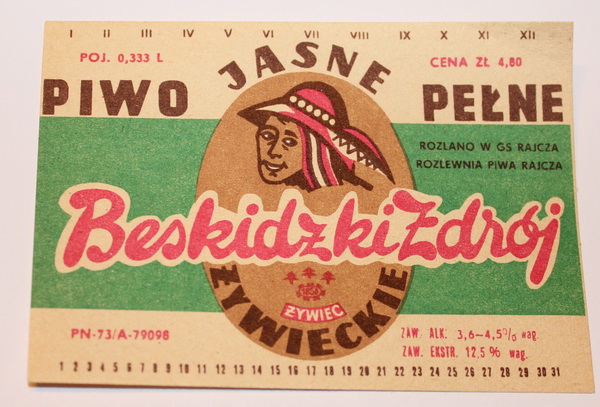 I II III IV V VI VII VIII IX X XI XII
POJ. 0,333 L
CENA ZŁ 4,80
PIWO JASNE PEŁNE
ROZLANO W GS RAJCZA
ROZLEWNIA PIWA RAJCZA
Beskidzki Zdrój
ŻYWIEC
ŻYWIECKIE
PN-73/A-79098
ZAW. ALK. 3,6-4,5% wag.
ZAW. EKSTR. 12,5 % wag.
1 2 3 4 5 6 7 8 9 10 11 12 13 14 15 16 17 18 19 20 21 22 23 24 25 26 27 28 29 30 31